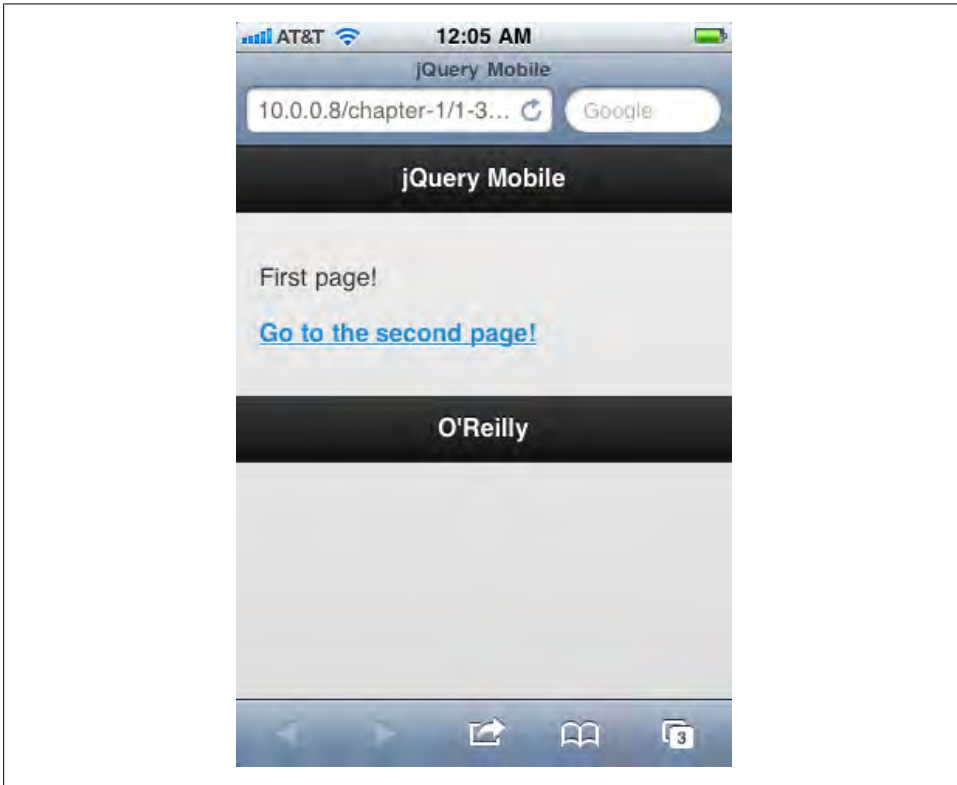 AT&T 12:05 AM
jQuery Mobile
10.0.0.8/chapter-1/1-3... Google
jQuery Mobile
First page!
Go to the second page!
O'Reilly
3